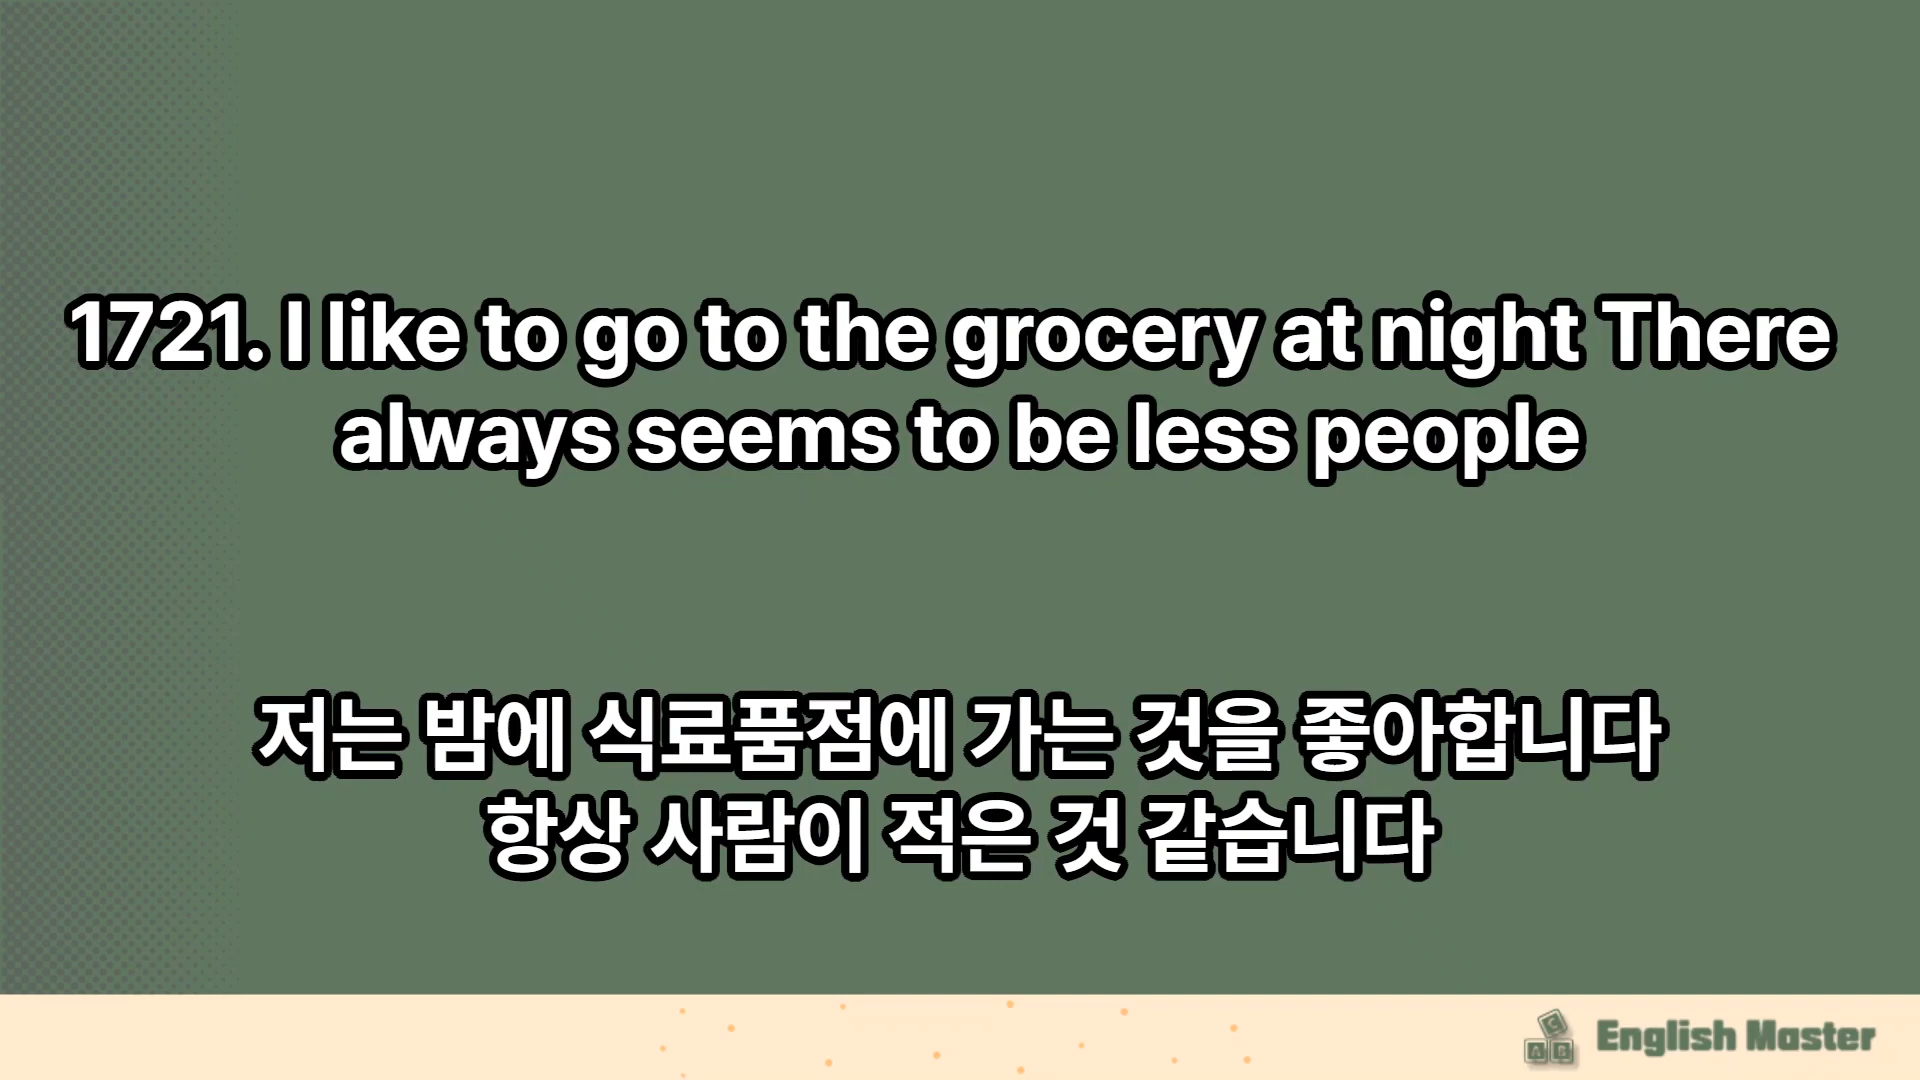 1721. I like to go to the grocery at night There
always seems to be less people
저는 밤에 식료품점에 가는 것을 좋아합니다
항상 사람이 적은 것 같습니다
C
A B
English Master